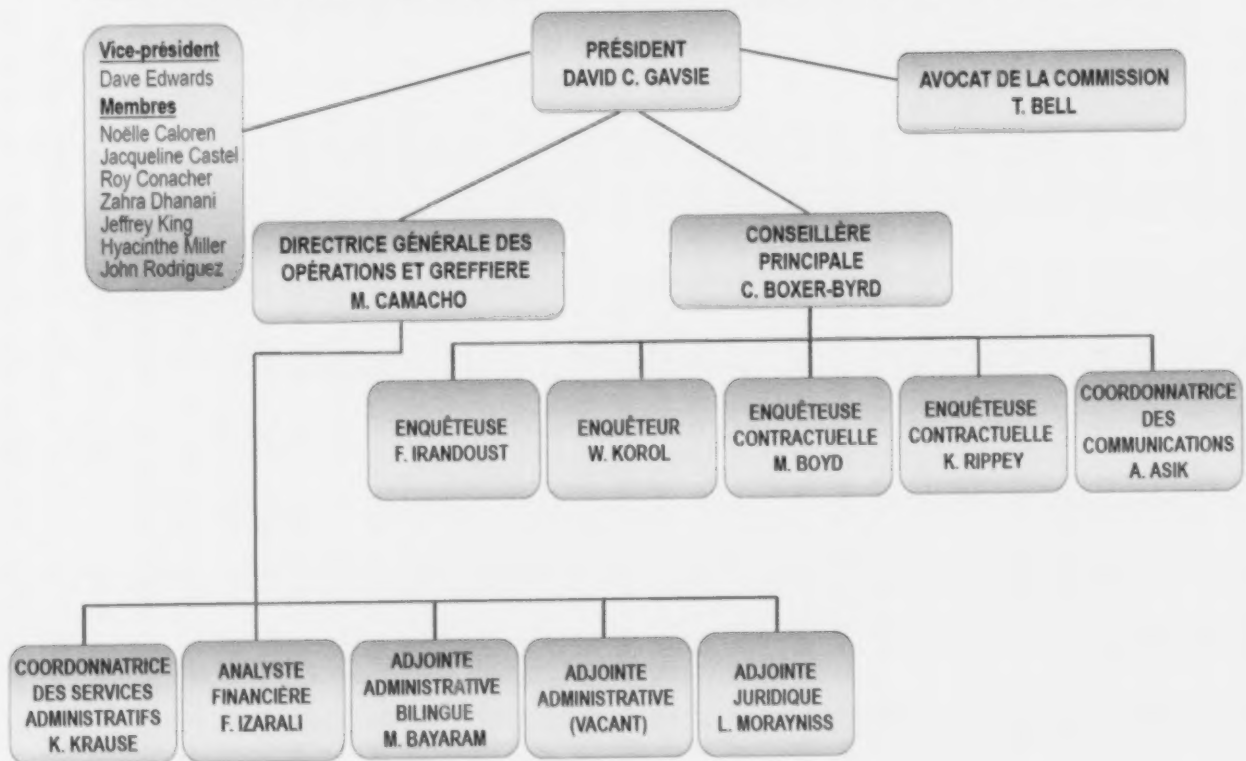 Vice-président
Dave Edwards
Membres
Noëlle Caloren
Jacqueline Castel
Roy Conacher
Zahra Dhanani
Jeffrey King
Hyacinthe Miller
John Rodriguez
PRÉSIDENT
DAVID C. GAVSIE
AVOCAT DE LA COMMISSION
T. BELL
DIRECTRICE GÉNÉRALE DES
OPÉRATIONS ET GREFFIERE
M. CAMACHO
CONSEILLÈRE
PRINCIPALE
C. BOXER-BYRD
ENQUÊTEUSE
F. IRANDOUST
ENQUÊTEUR
W. KOROL
ENQUÊTEUSE
CONTRACTUELLE
M. BOYD
ENQUÊTEUSE
CONTRACTUELLE
K. RIPPEY
COORDONNATRICE
DES
COMMUNICATIONS
A. ASIK
COORDONNATRICE
DES SERVICES
ADMINISTRATIFS
K. KRAUSE
ANALYSTE
FINANCIÈRE
F. IZARALI
ADJOINTE
ADMINISTRATIVE
BILINGUE
M. BAYARAM
ADJOINTE
ADMINISTRATIVE
(VACANT)
ADJOINTE
JURIDIQUE
L. MORAYNISS